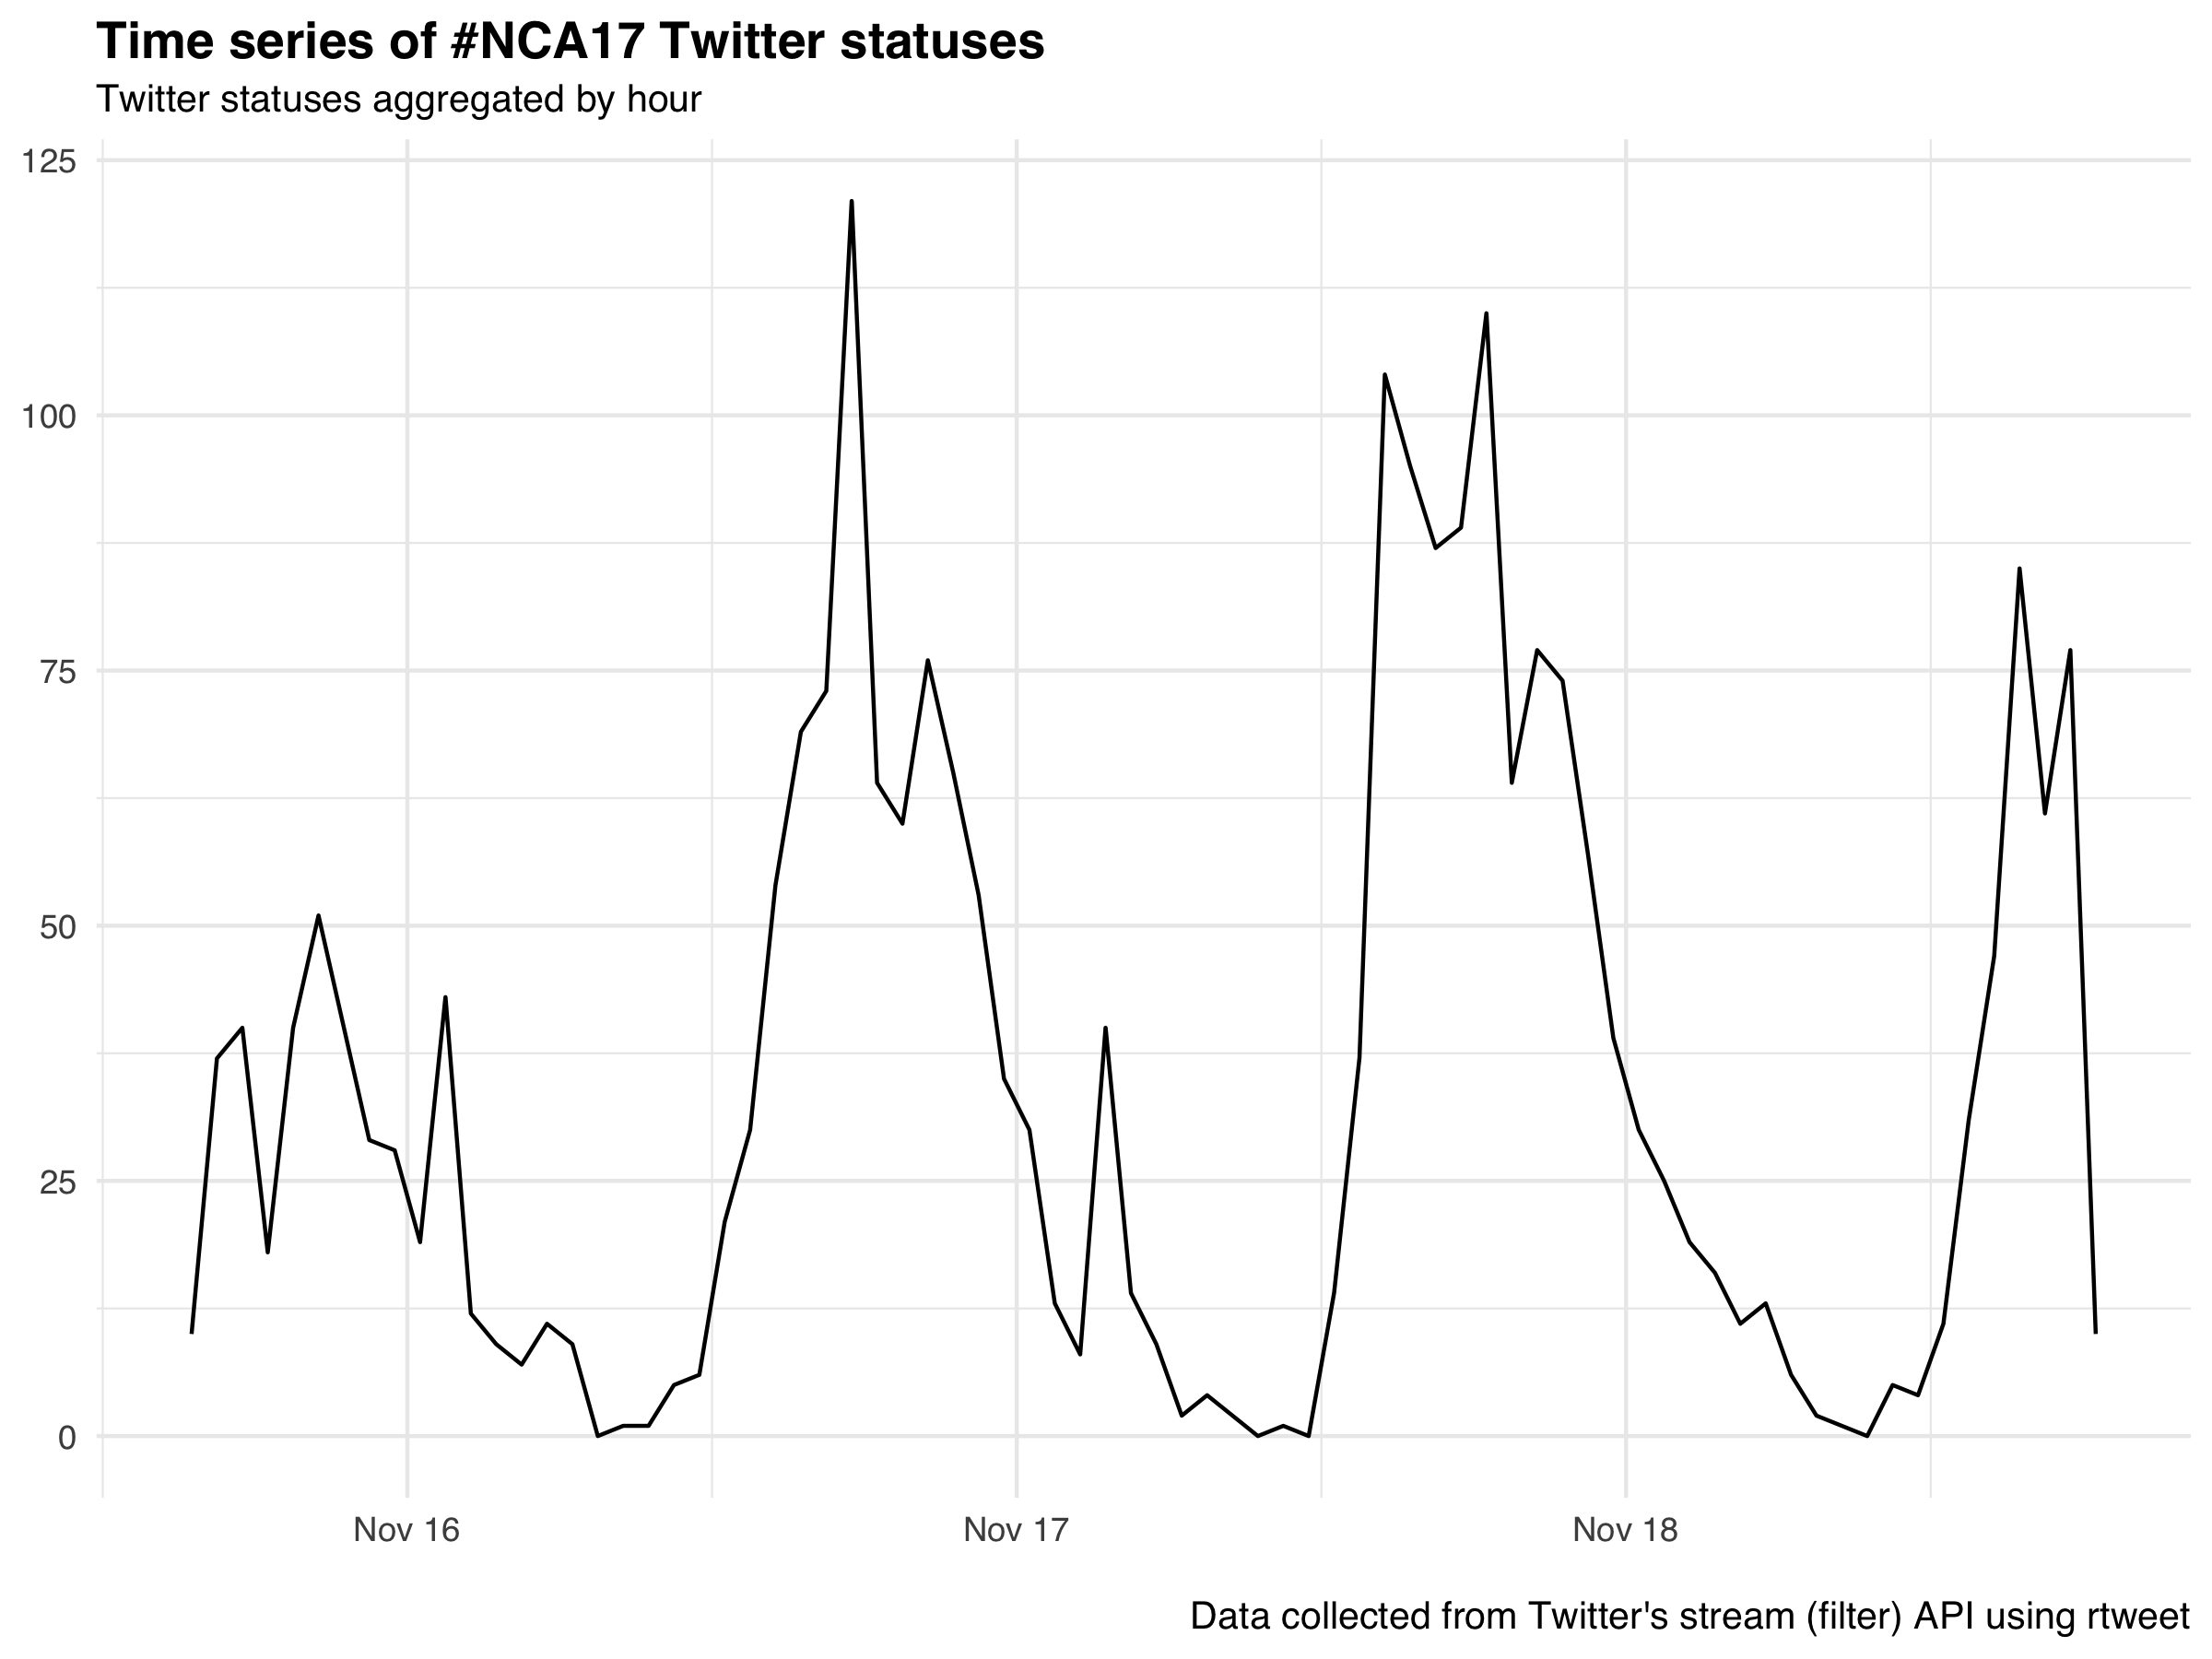 Time series of #NCA17 Twitter statuses
Twitter statuses aggregated by hour
125
100
75
50
25
0
Nov 16 Nov 17 Nov 18
Data collected from Twitter's stream (filter) API using rtweet